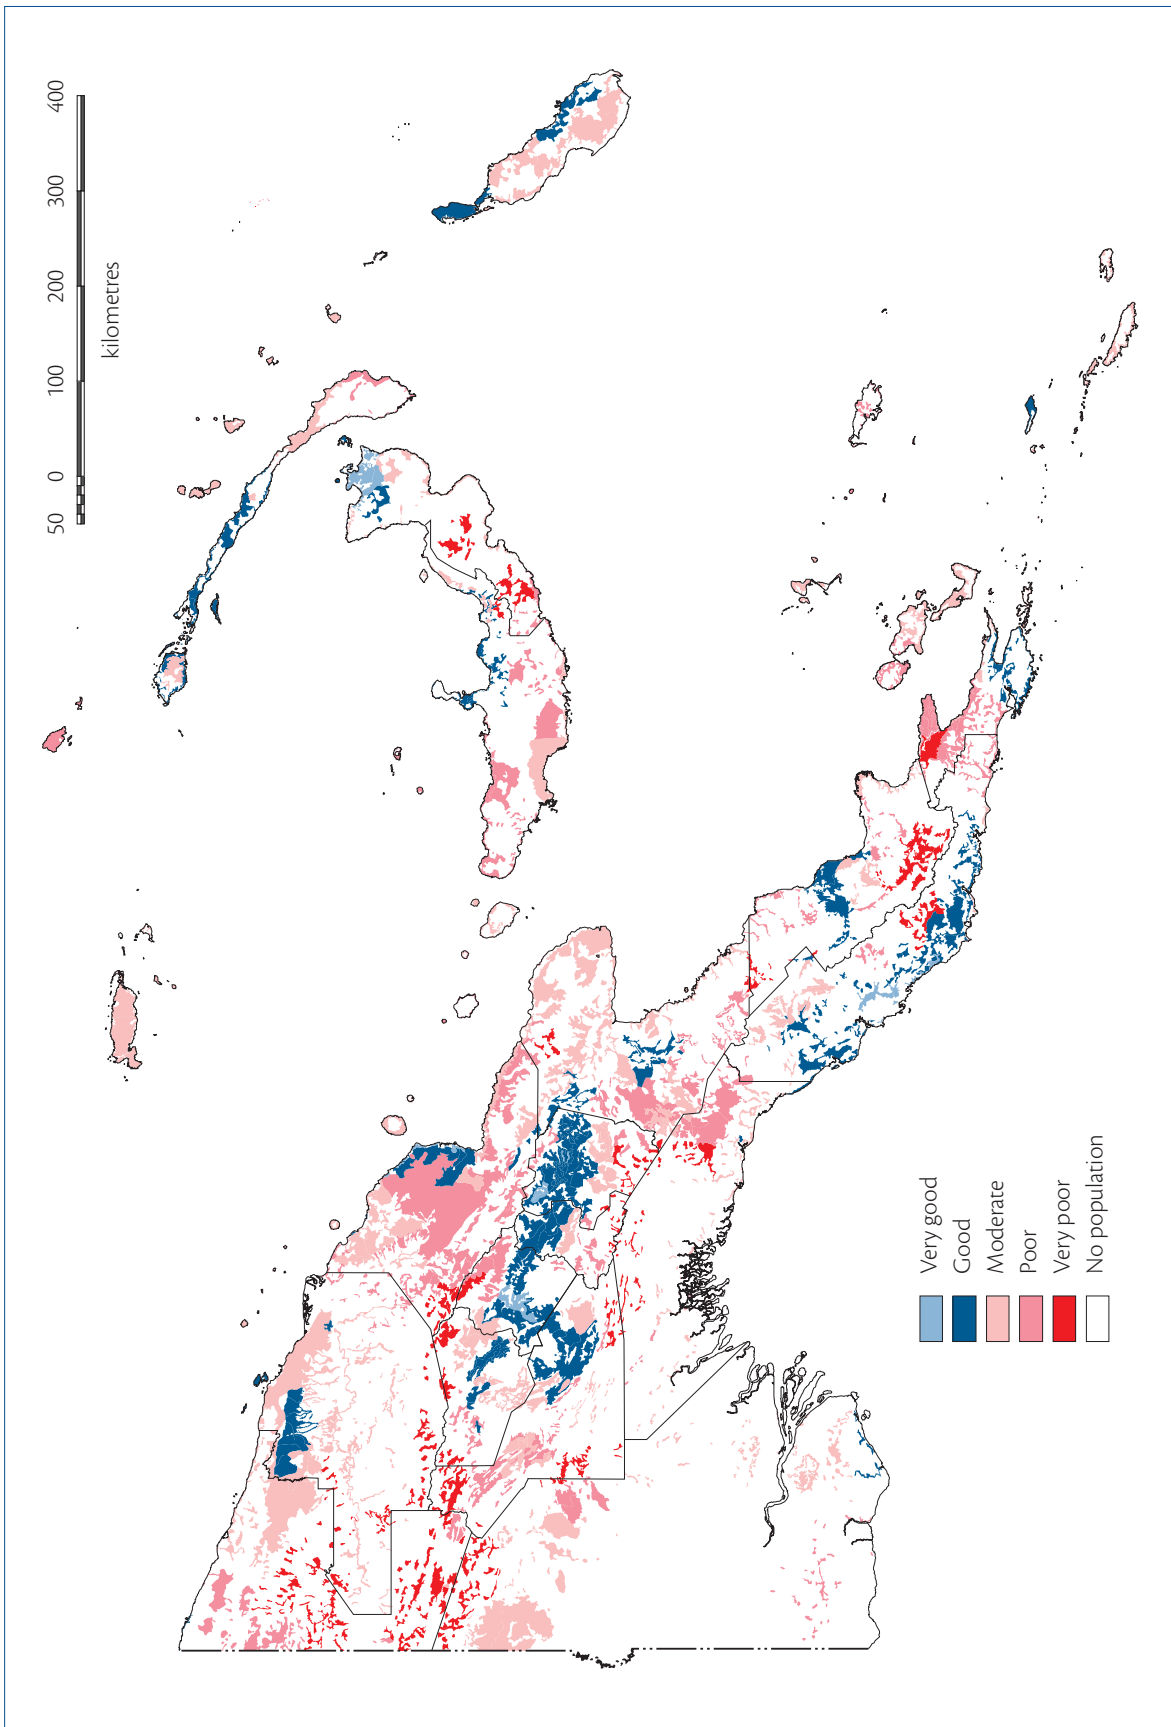 50 0 100 200 300 400
kilometres
Very good
Good
Moderate
Poor
Very poor
No population